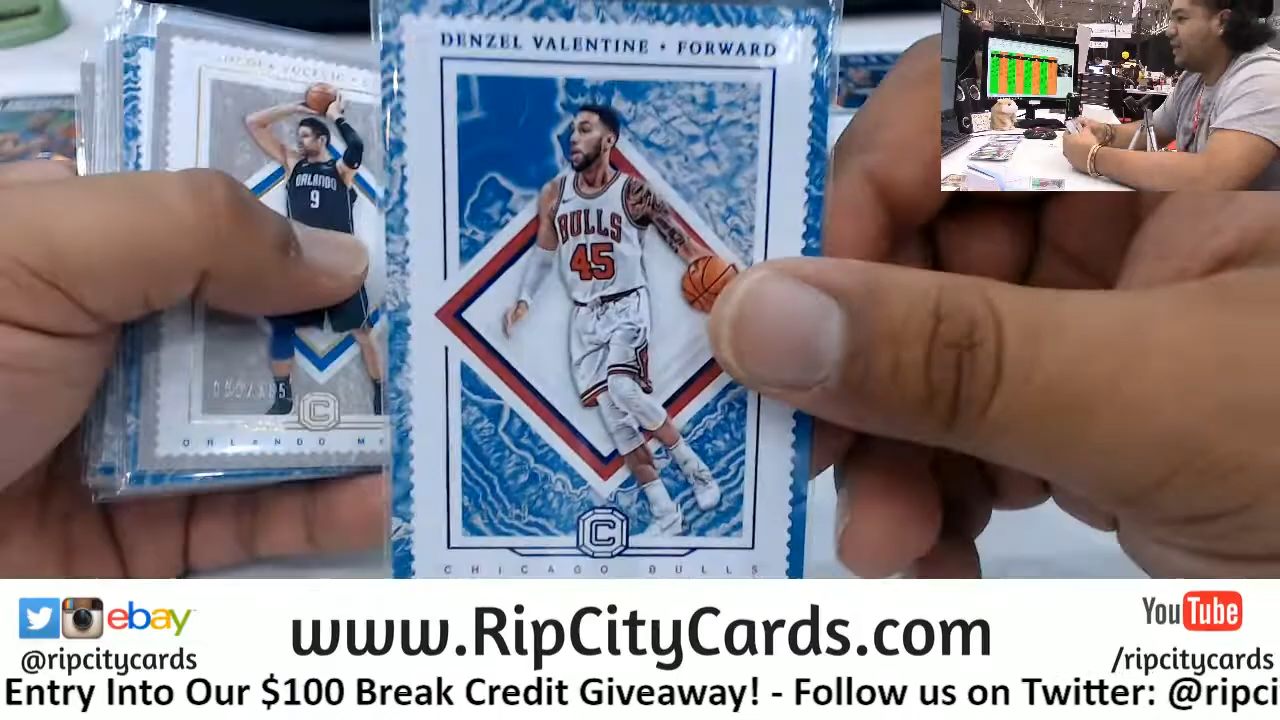 DENZEL VALENTINE • FORWARD
BULLS
45
C
CHICAGO BULLS
ORLANDO
9
C
ORLANDO M
ebay
@ripcitycards
www.RipCityCards.com
YouTube
/ripcitycards
Entry Into Our $100 Break Credit Giveaway! - Follow us on Twitter: @ripci